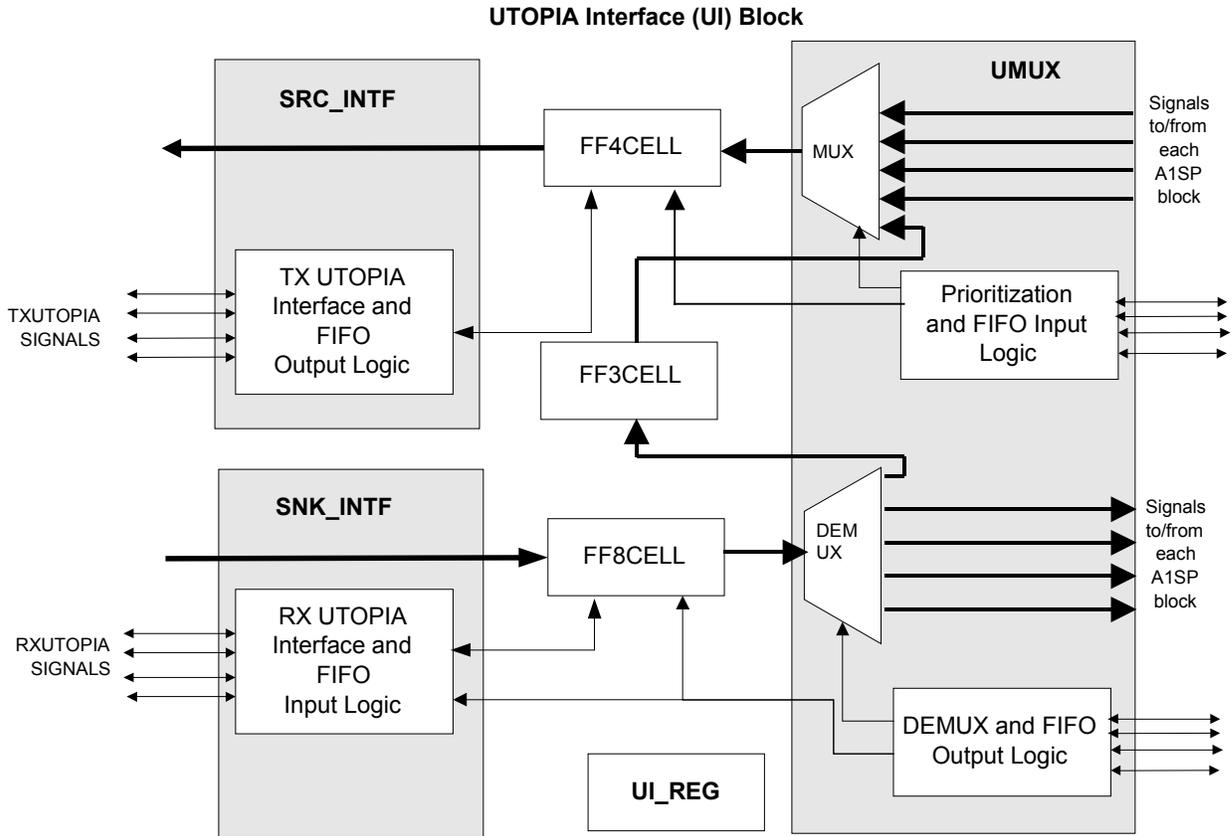 UTOPIA Interface (UI) Block
SRC_INTF
UMUX
FF4CELL
MUX
Signals
to/from
each
A1SP
block
TXUTOPIA
SIGNALS
TX UTOPIA
Interface and
FIFO
Output Logic
Prioritization
and FIFO Input
Logic
FF3CELL
SNK_INTF
FF8CELL
DEM
UX
Signals
to/from
each
A1SP
block
RXUTOPIA
SIGNALS
RX UTOPIA
Interface and
FIFO
Input Logic
DEMUX and FIFO
Output Logic
UI_REG